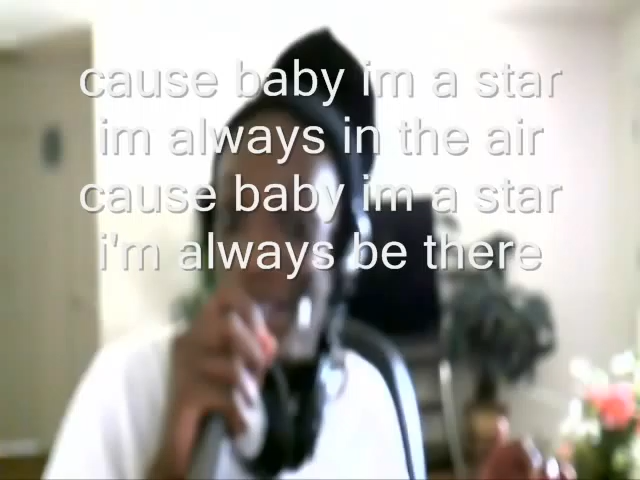 cause baby im a star
im always in the air
cause baby im a star
i'm always be there